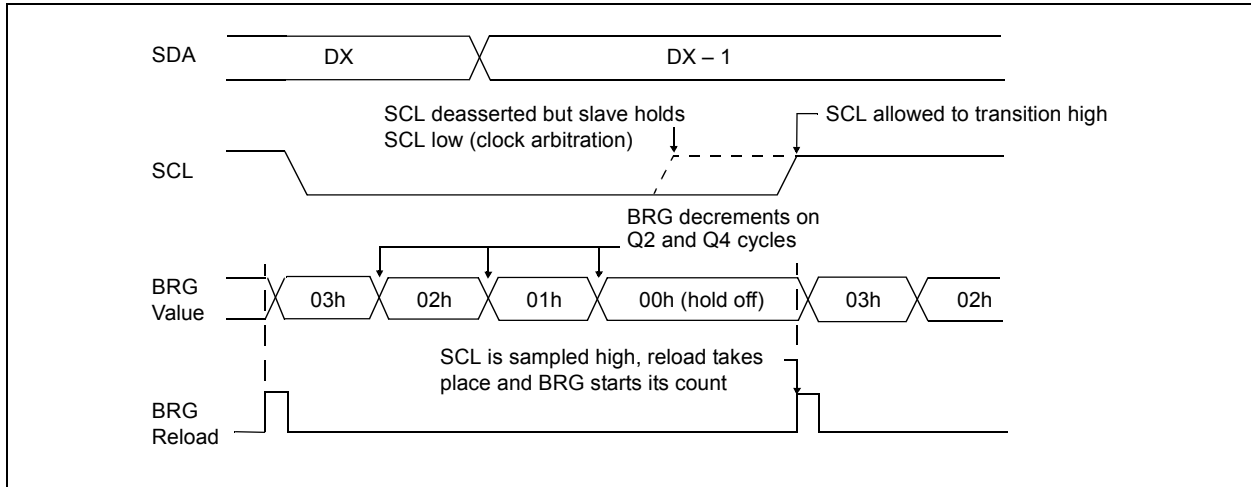 SDA
DX
DX – 1
SCL deasserted but slave holds
SCL low (clock arbitration)
SCL allowed to transition high
SCL
BRG decrements on
Q2 and Q4 cycles
BRG
Value
03h
02h
01h
00h (hold off)
03h
02h
SCL is sampled high, reload takes
place and BRG starts its count
BRG
Reload